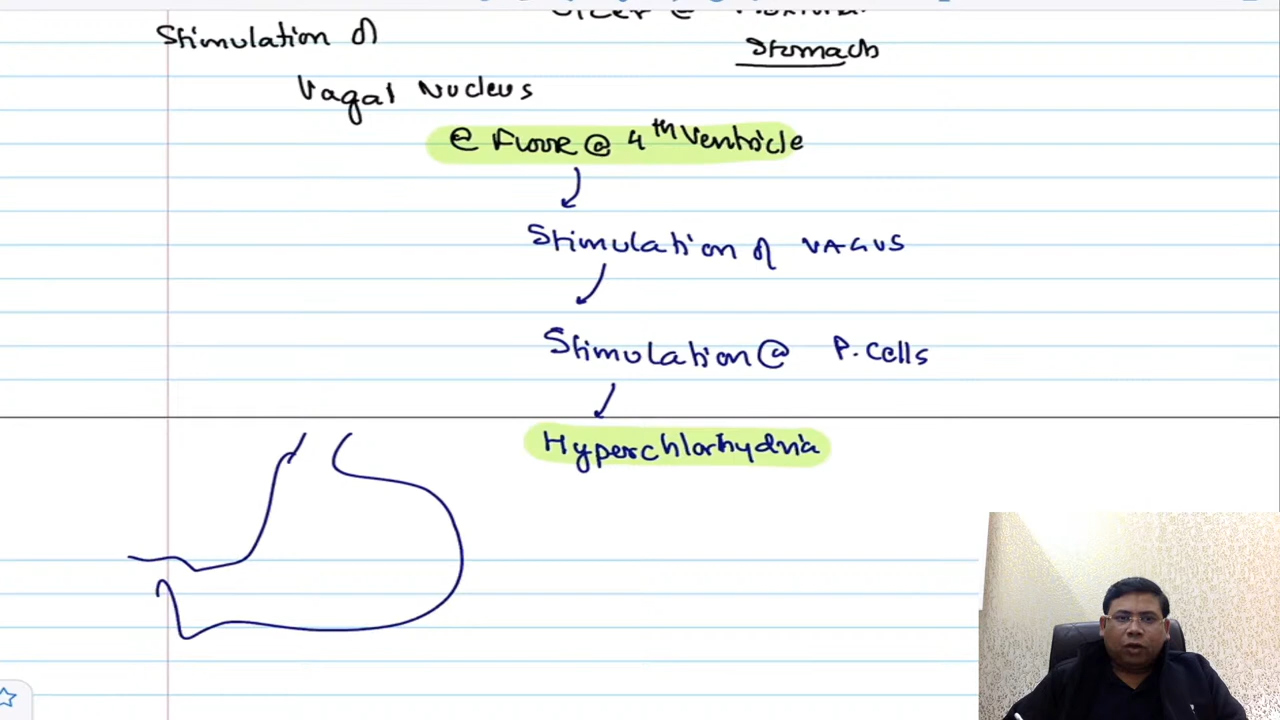 Stomach
Stimulation of
Vagal Nucleus
@ Floor @ 4th Ventricle
Stimulation of VAGUS
Stimulation @ P. Cells
Hyperchlorhydria